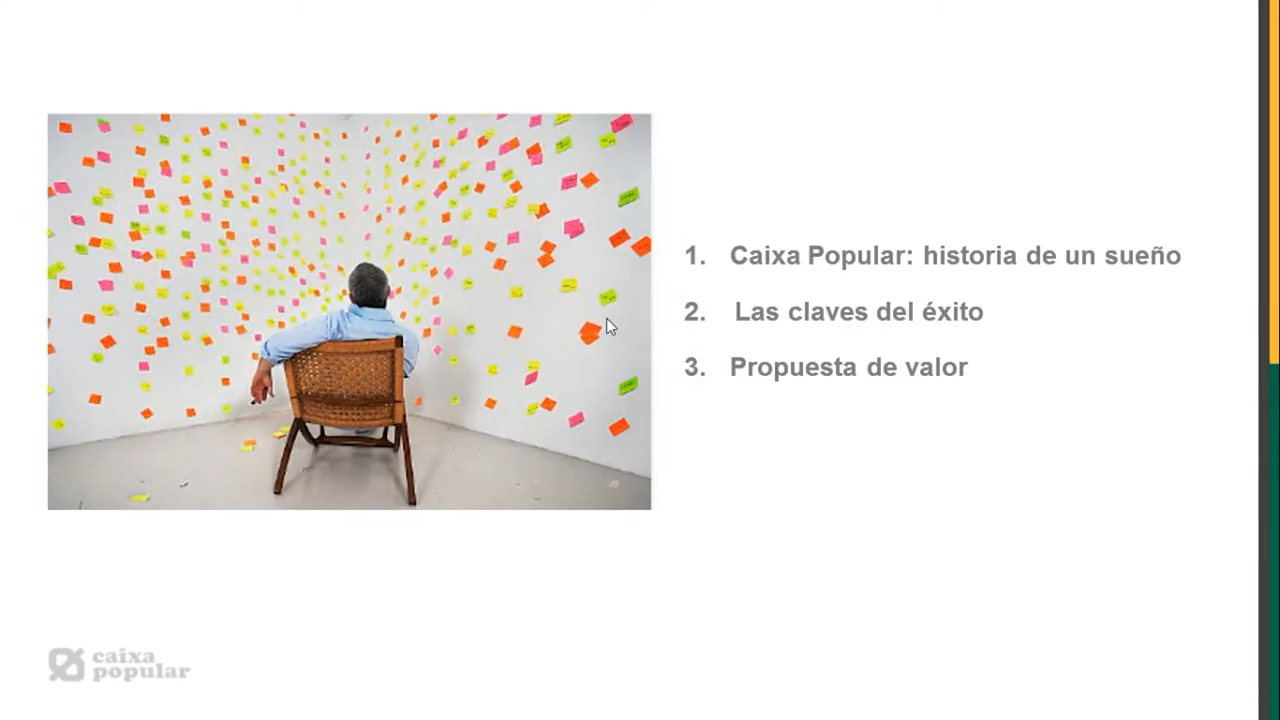 1. Caixa Popular: historia de un sueño
2. Las claves del éxito
3. Propuesta de valor
caixa
popular